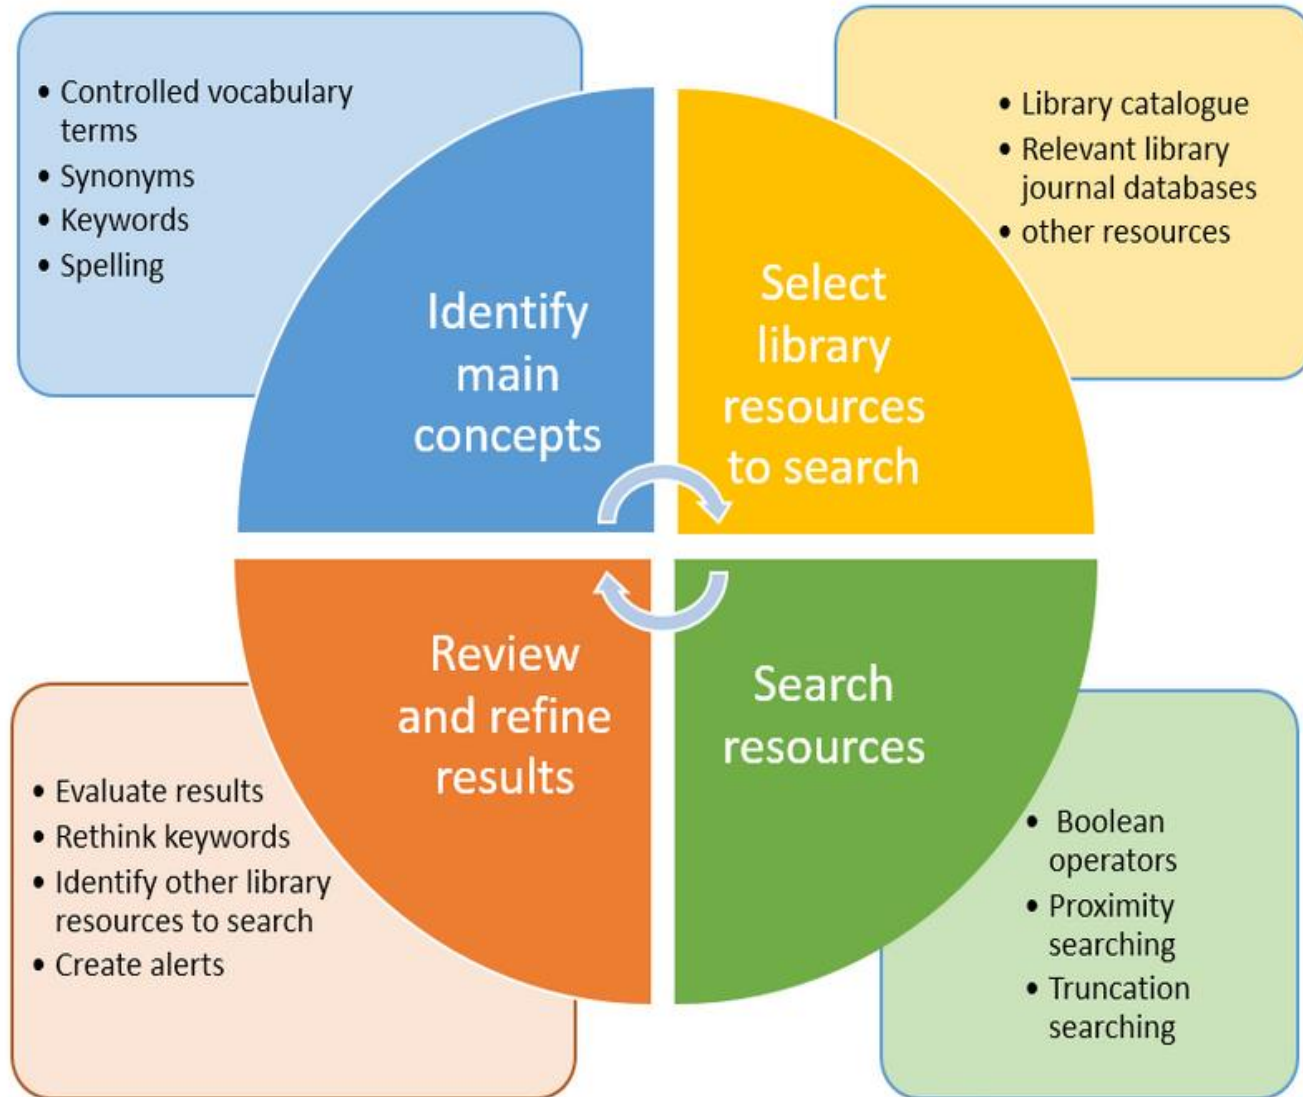 • Controlled vocabulary
terms
• Synonyms
• Keywords
• Spelling
Identify
main
concepts
• Library catalogue
• Relevant library
journal databases
• other resources
Select
library
resources
to search
Search
resources
• Boolean
operators
• Proximity
searching
• Truncation
searching
Review
and refine
results
• Evaluate results
• Rethink keywords
• Identify other library
resources to search
• Create alerts